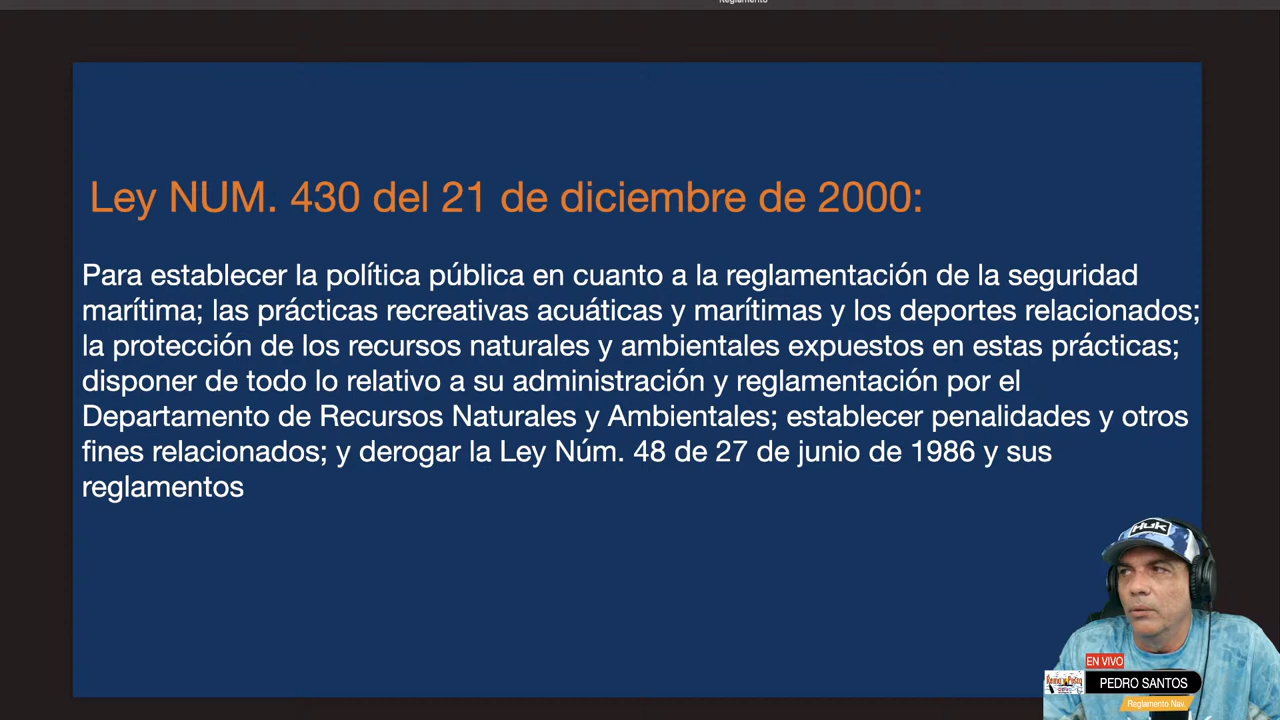 Reglamento
Ley NUM. 430 del 21 de diciembre de 2000:
Para establecer la política pública en cuanto a la reglamentación de la seguridad
marítima; las prácticas recreativas acuáticas y marítimas y los deportes relacionados;
la protección de los recursos naturales y ambientales expuestos en estas prácticas;
disponer de todo lo relativo a su administración y reglamentación por el
Departamento de Recursos Naturales y Ambientales; establecer penalidades y otros
fines relacionados; y derogar la Ley Núm. 48 de 27 de junio de 1986 y sus
reglamentos
HUK
EN VIVO
PEDRO SANTOS
Reglamento Nav.